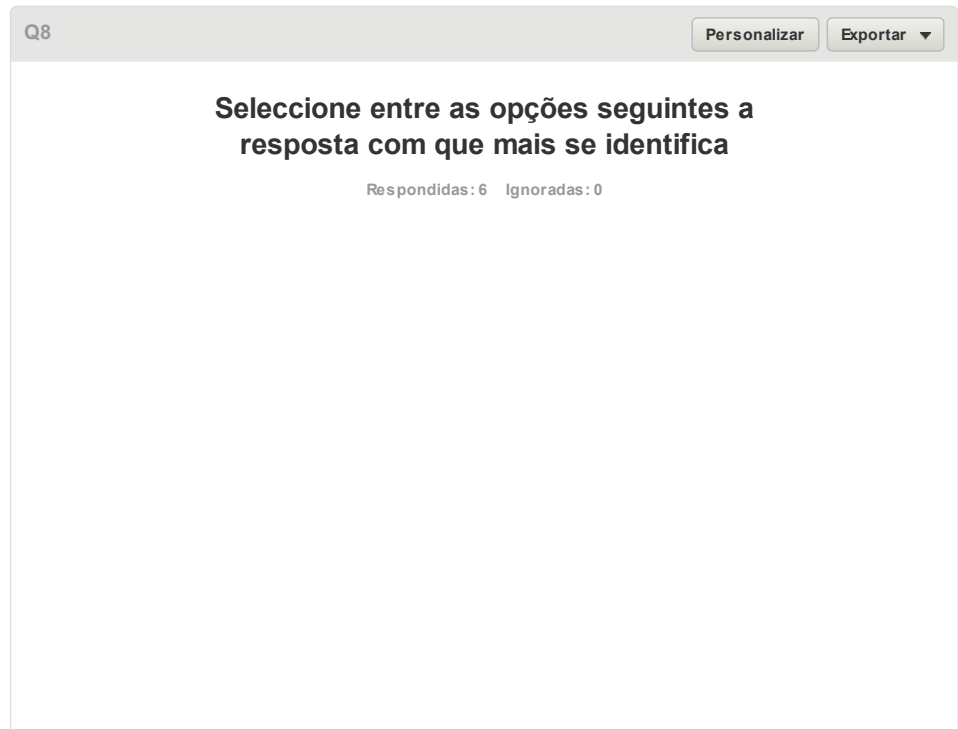 Q8
Personalizar
Exportar
Seleccione entre as opções seguintes a
resposta com que mais se identifica
Respondidas: 6 Ignoradas: 0